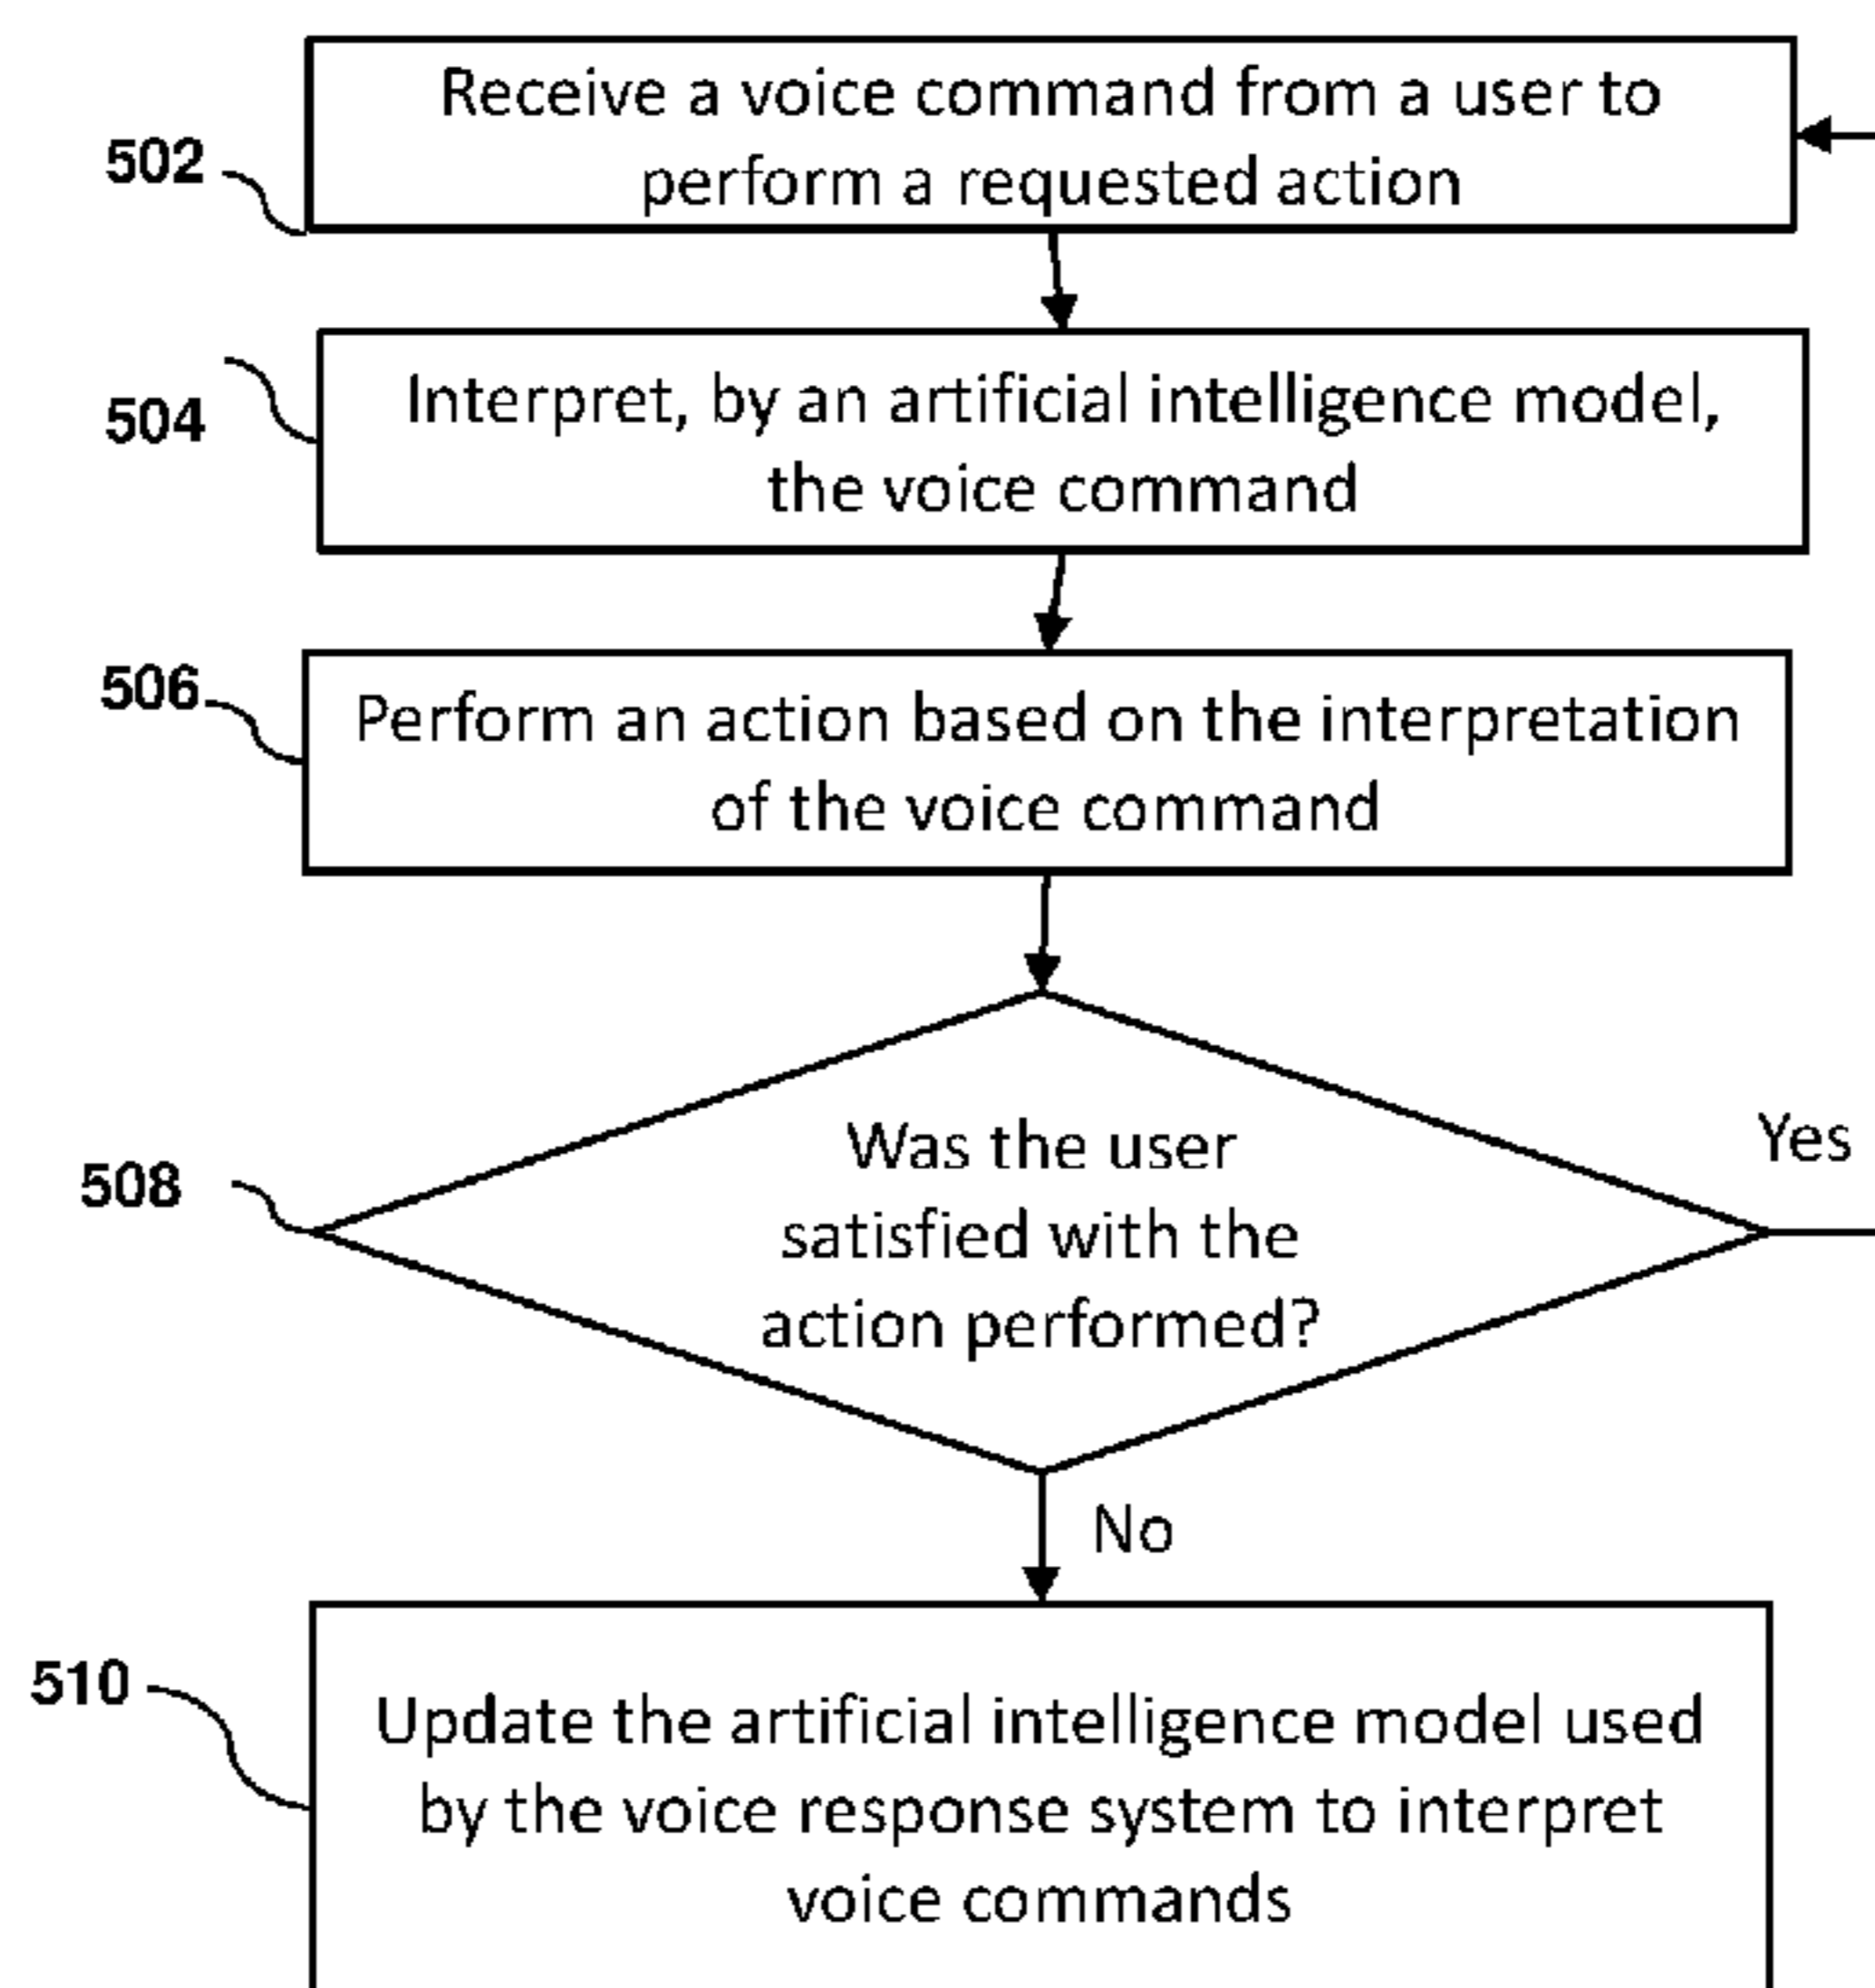 Receive a voice command from a user to
perform a requested action
502
Interpret, by an artificial intelligence model,
the voice command
504
506
Perform an action based on the interpretation
of the voice command
Was the user
satisfied with the
action performed?
508
Yes
No
510
Update the artificial intelligence model used
by the voice response system to interpret
voice commands